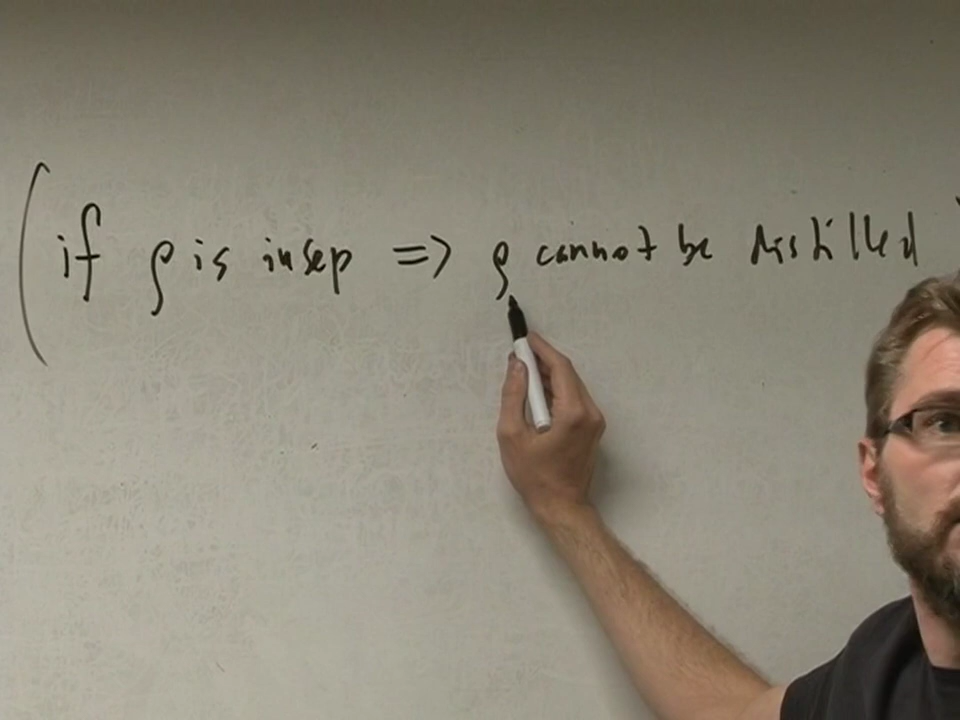 (if ρ is insep => ρ cannot be distilled